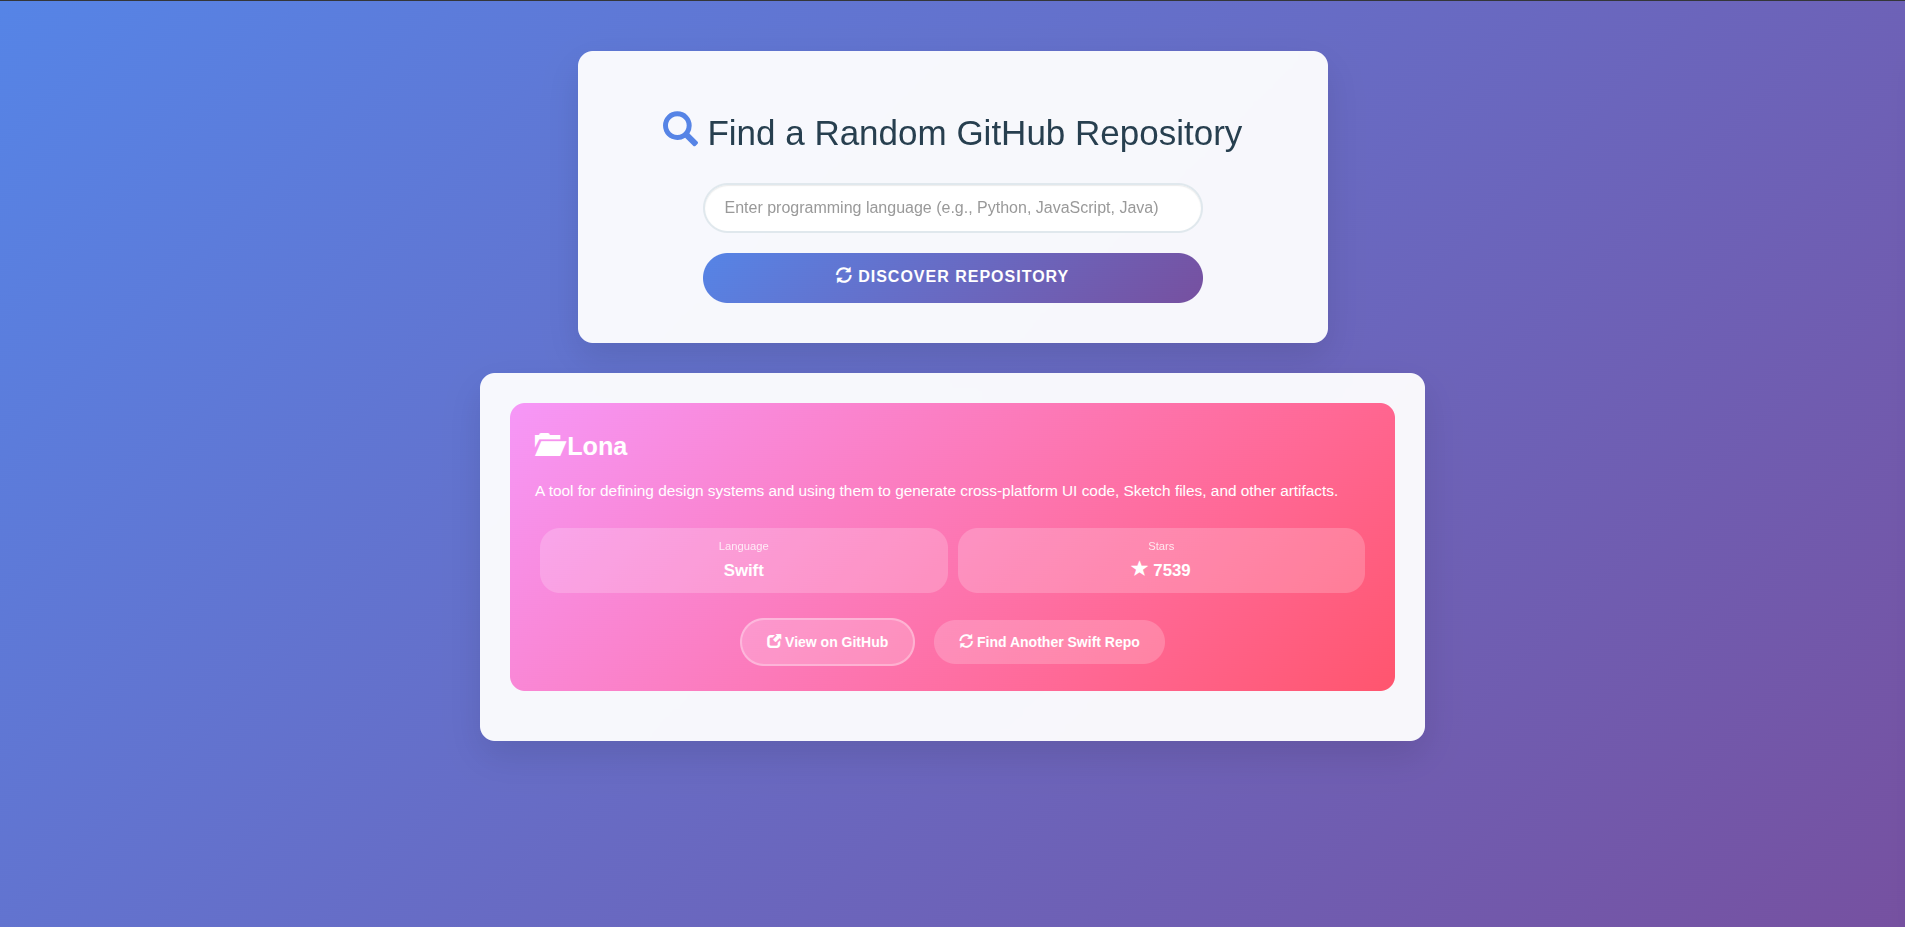 Find a Random GitHub Repository
Enter programming language (e.g., Python, JavaScript, Java)
DISCOVER REPOSITORY
Lona
A tool for defining design systems and using them to generate cross-platform UI code, Sketch files, and other artifacts.
Language
Swift
Stars
7539
View on GitHub
Find Another Swift Repo